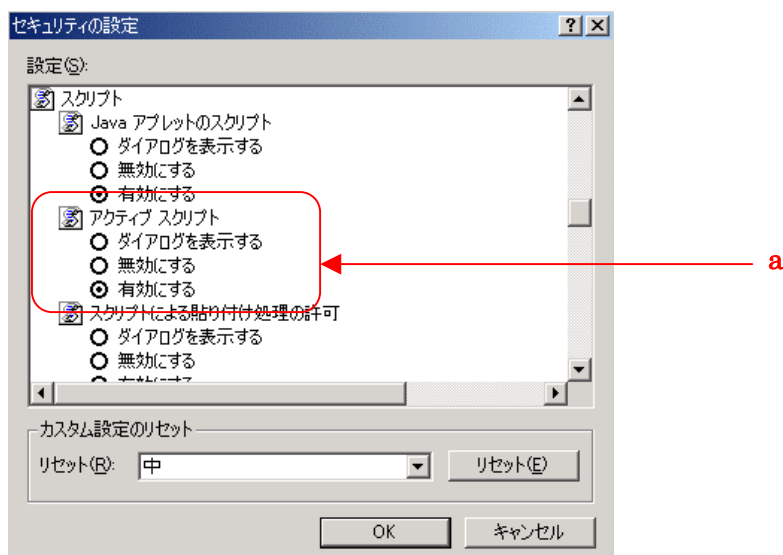 セキュリティの設定
設定(S):
スクリプト
Java アプレットのスクリプト
ダイアログを表示する
無効にする
有効にする
アクティブ スクリプト
ダイアログを表示する
無効にする
有効にする
a
スクリプトによる貼り付け処理の許可
ダイアログを表示する
無効にする
カスタム設定のリセット
リセット(R): 中 リセット(E)
OK キャンセル